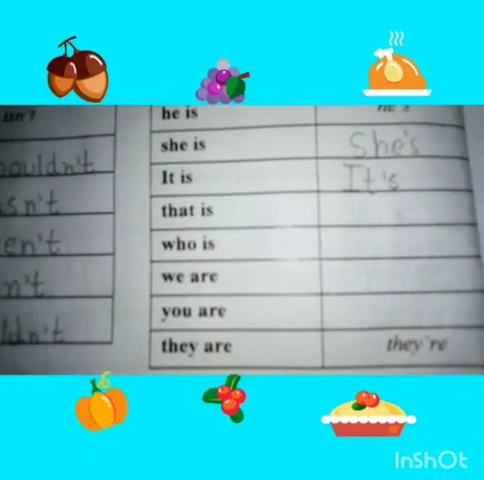 isn't
ouldn't
sn't
en't
n't
ldn't
he is he's
she is She's
It is It's
that is
who is
we are
you are
they are they're
InShOt